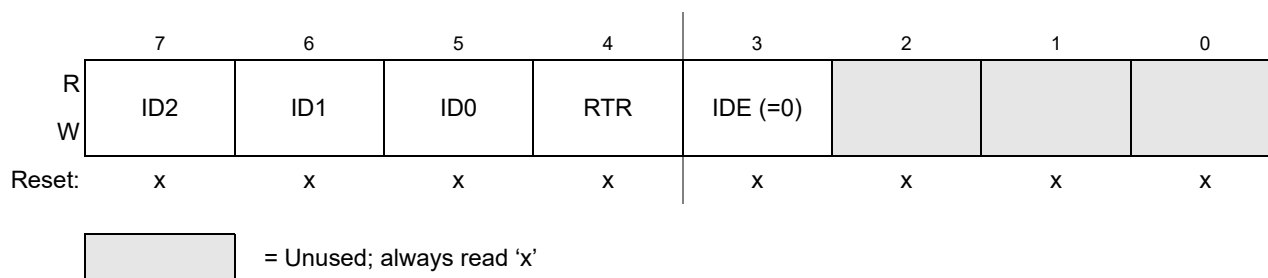 7 6 5 4 3 2 1 0
R
ID2 ID1 ID0 RTR IDE (=0)
W
Reset: x x x x x x x x
= Unused; always read ‘x’